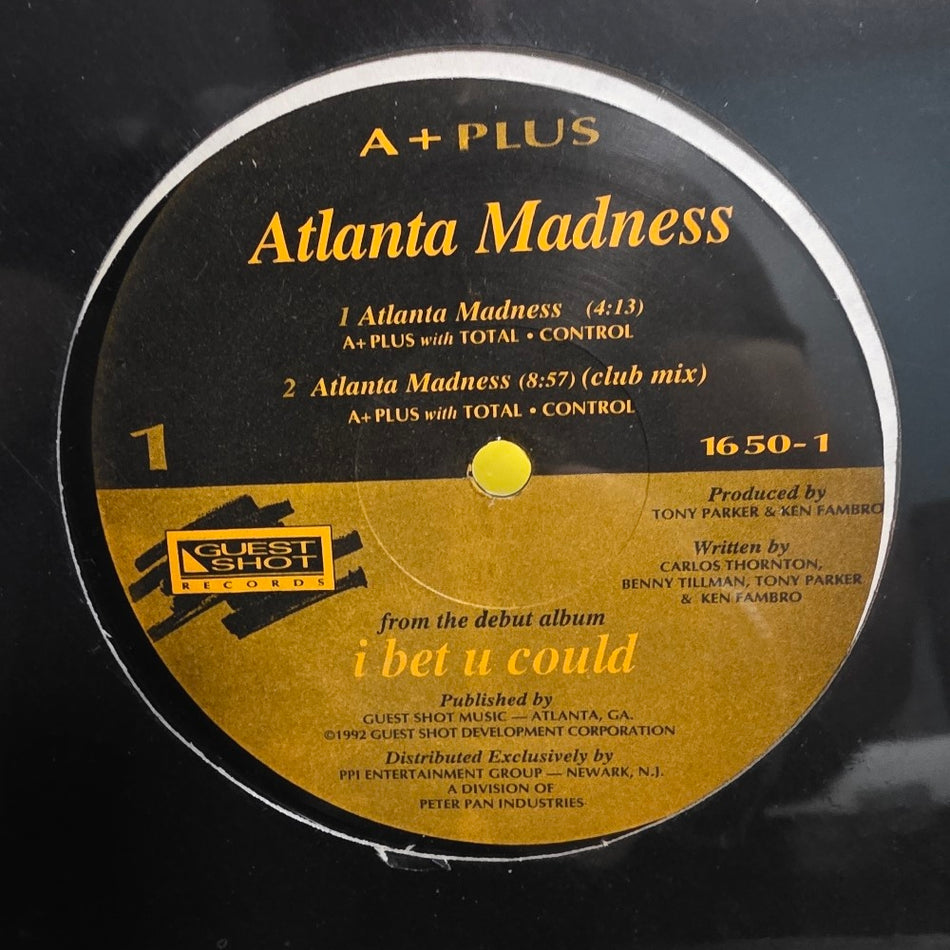 A + PLUS
Atlanta Madness
1 Atlanta Madness (4:13)
A+ PLUS with TOTAL • CONTROL
2 Atlanta Madness (8:57) (club mix)
A+ PLUS with TOTAL • CONTROL
1
16 50-1
Produced by
TONY PARKER & KEN FAMBRO
Written by
CARLOS THORNTON,
BENNY TILLMAN, TONY PARKER
& KEN FAMBRO
GUEST
SHOT
RECORDS
from the debut album
i bet u could
Published by
GUEST SHOT MUSIC — ATLANTA, GA.
©1992 GUEST SHOT DEVELOPMENT CORPORATION
Distributed Exclusively by
PPI ENTERTAINMENT GROUP — NEWARK, N.J.
A DIVISION OF
PETER PAN INDUSTRIES